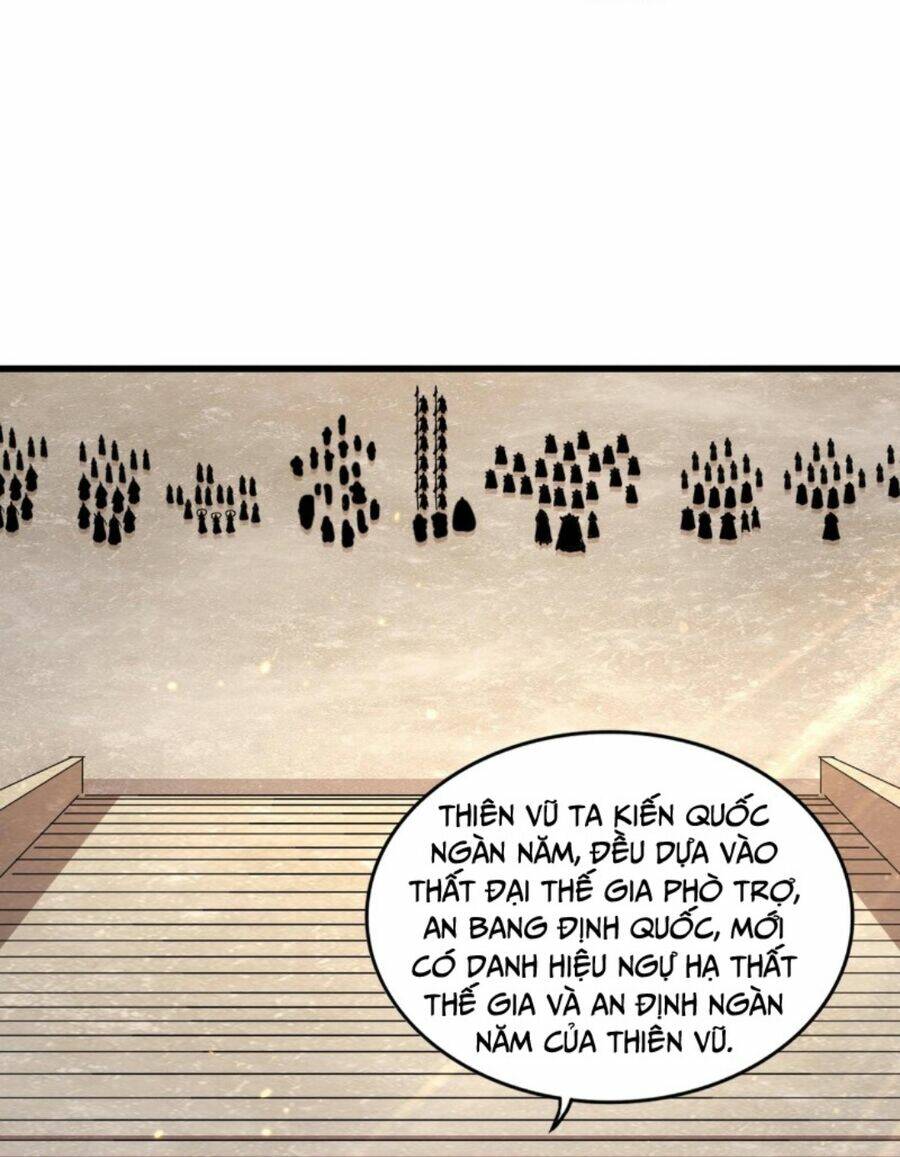 THIÊN VŨ TA KIẾN QUỐC
NGÀN NĂM, ĐỀU DỰA VÀO
THẤT ĐẠI THẾ GIA PHÒ TRỢ,
AN BANG ĐỊNH QUỐC, MỚI
CÓ DANH HIỆU NGỰ HẠ THẤT
THẾ GIA VÀ AN ĐỊNH NGÀN
NĂM CỦA THIÊN VŨ.